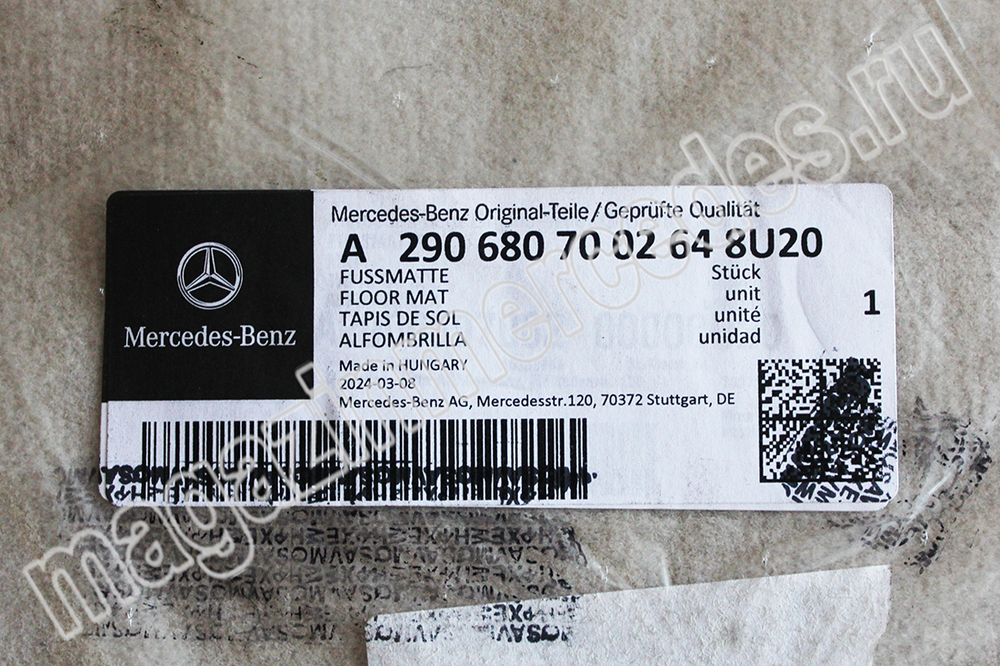 Mercedes-Benz Original-Teile/Geprüfte Qualität
A 290 680 70 02 64 8U20
FUSSMATTE Stück
FLOOR MAT unit
TAPIS DE SOL unité
ALFOMBRILLA unidad
1
Mercedes-Benz
Made in HUNGARY
2024-03-08
Mercedes-Benz AG, Mercedesstr.120, 70372 Stuttgart, DE
magazinmercedes.ru